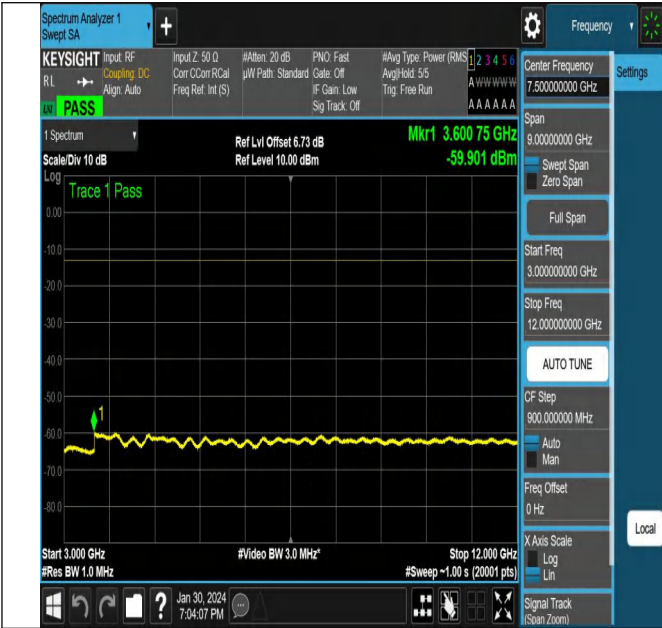 Spectrum Analyzer 1
Swept SA
Frequency
KEYSIGHT
RL
LXI PASS
Input: RF
Coupling: DC
Align: Auto
Input Z: 50 Ω
Corr CCorr RCal
Freq Ref: Int (S)
#Atten: 20 dB
µW Path: Standard
PNO: Fast
Gate: Off
IF Gain: Low
Sig Track: Off
#Avg Type: Power (RMS
Avg|Hold: 5/5
Trig: Free Run
1 2 3 4 5 6
A W W W W W
A A A A A A
1 Spectrum
Scale/Div 10 dB
Ref Lvl Offset 6.73 dB
Ref Level 10.00 dBm
Mkr1 3.600 75 GHz
-59.901 dBm
Log
Trace 1 Pass
0.00
-10.0
-20.0
-30.0
-40.0
-50.0
-60.0
-70.0
-80.0
1
Start 3.000 GHz
#Res BW 1.0 MHz
#Video BW 3.0 MHz*
Stop 12.000 GHz
#Sweep ~1.00 s (20001 pts)
Center Frequency
7.500000000 GHz
Settings
Span
9.00000000 GHz
Swept Span
Zero Span
Full Span
Start Freq
3.000000000 GHz
Stop Freq
12.000000000 GHz
AUTO TUNE
CF Step
900.000000 MHz
Auto
Man
Freq Offset
0 Hz
X Axis Scale
Log
Lin
Local
Signal Track
(Span Zoom)
?
Jan 30, 2024
7:04:07 PM